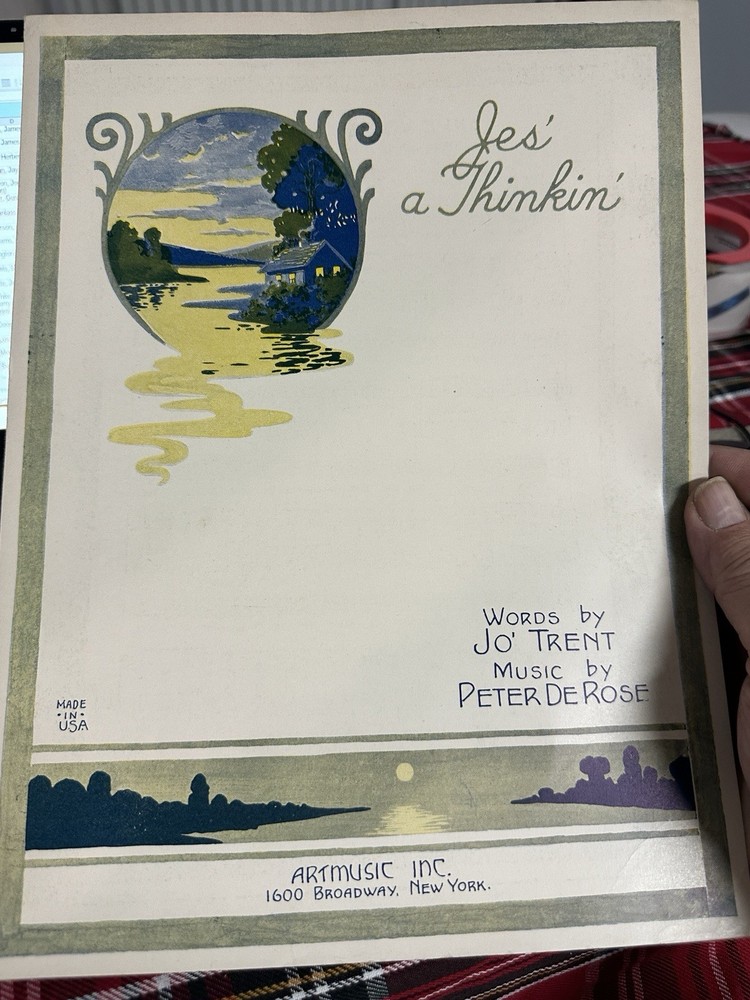 Jes'
a Thinkin'
WORDS by
JO' TRENT
MUSIC by
PETER DE ROSE
MADE
·IN·
USA
ARTMUSIC INC.
1600 BROADWAY, NEW YORK.